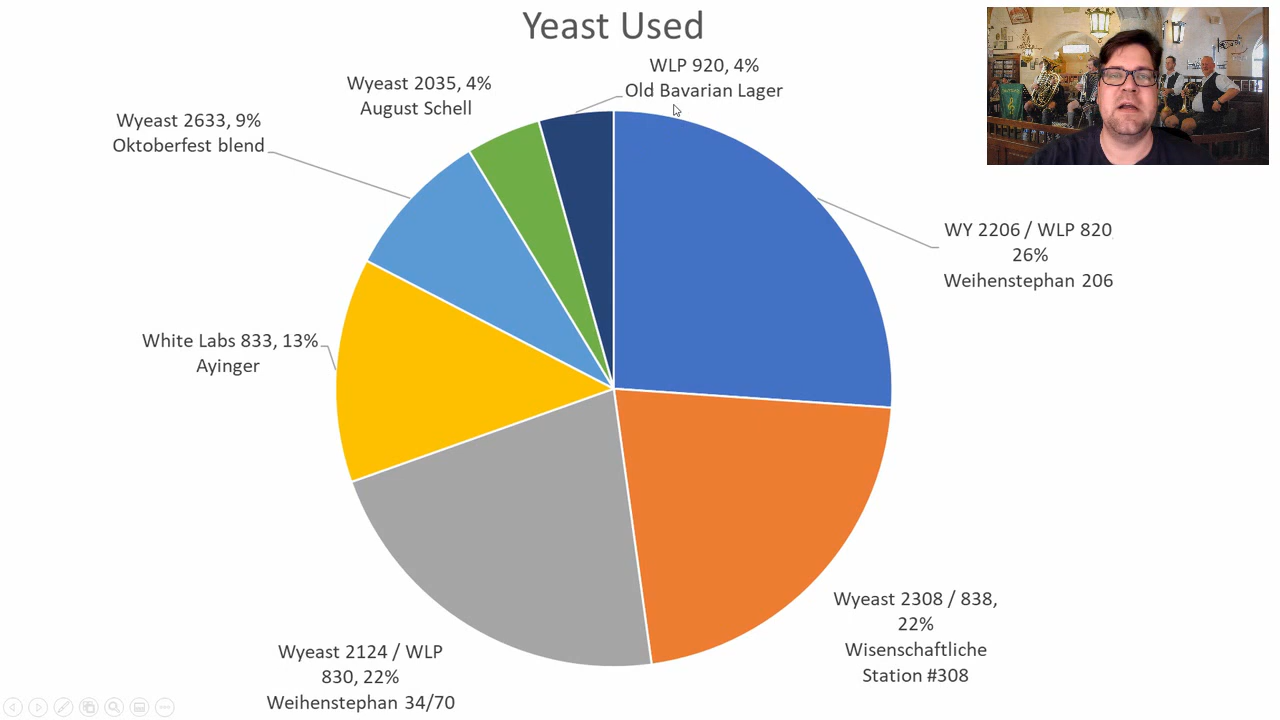 Yeast Used
WLP 920, 4%
Old Bavarian Lager
Wyeast 2035, 4%
August Schell
Wyeast 2633, 9%
Oktoberfest blend
WY 2206 / WLP 820,
26%
Weihenstephan 206
White Labs 833, 13%
Ayinger
Wyeast 2308 / 838,
22%
Wisenschaftliche
Station #308
Wyeast 2124 / WLP
830, 22%
Weihenstephan 34/70